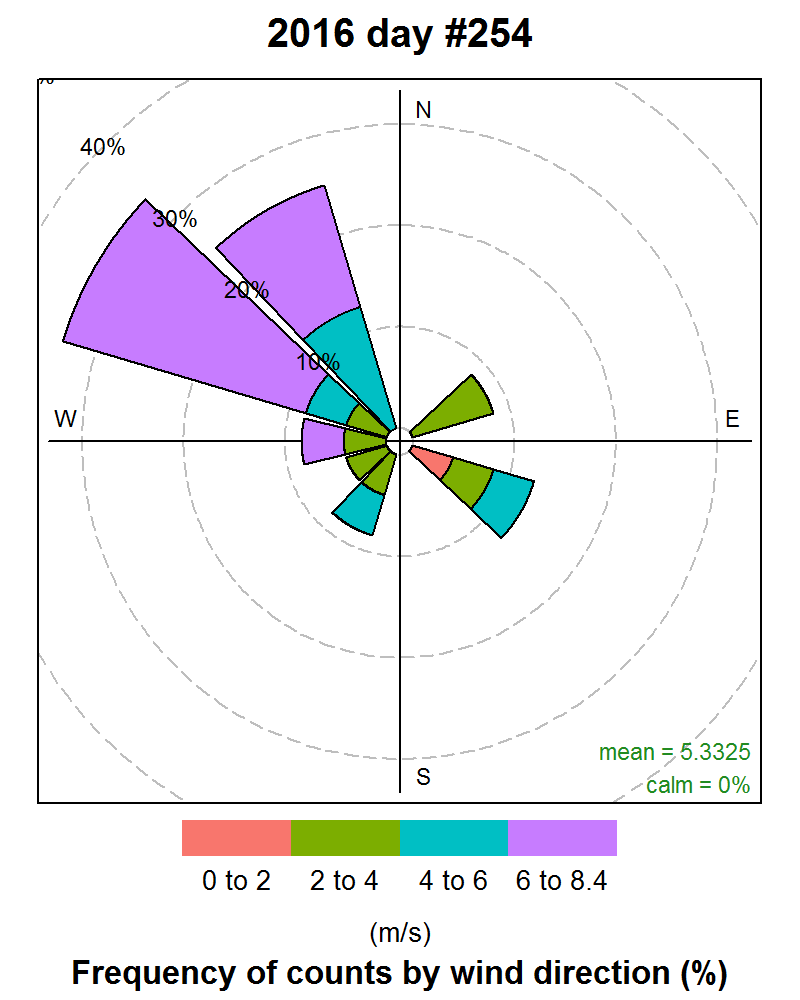 2016 day #254
%
40%
30%
20%
10%
N
W
E
S
mean = 5.3325
calm = 0%
0 to 2
2 to 4
4 to 6
6 to 8.4
(m/s)
Frequency of counts by wind direction (%)